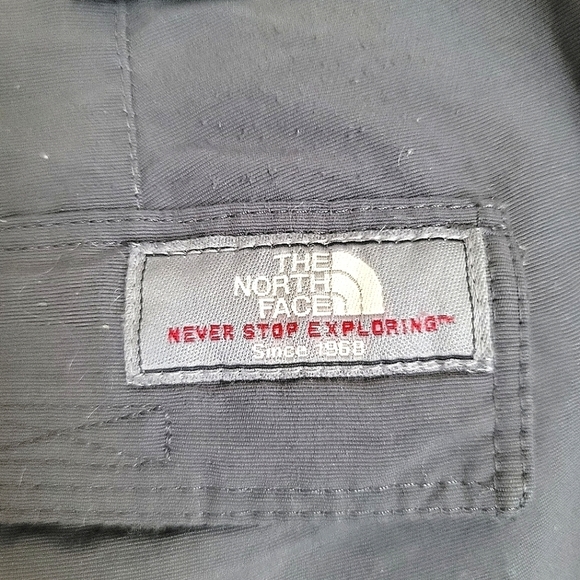 THE
NORTH
FACE
NEVER STOP EXPLORING™
Since 1968